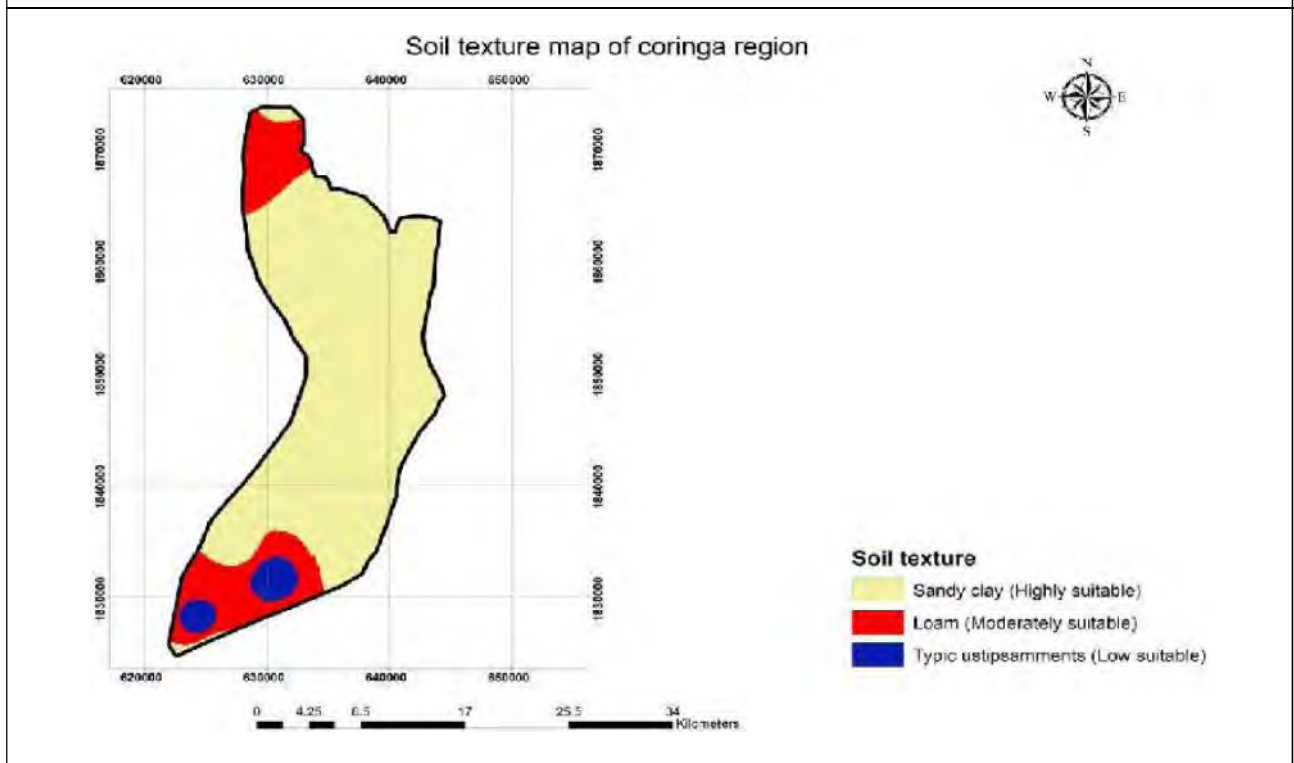 Soil texture map of coringa region
620000 630000 640000 650000
N
W E
S
1870000 1870000
1860000 1860000
1850000 1850000
1840000 1840000
1830000 1830000
620000 630000 640000 650000
Soil texture
Sandy clay (Highly suitable)
Loam (Moderately suitable)
Typic ustipsamments (Low suitable)
0 4.25 8.5 17 25.5 34
Kilometers